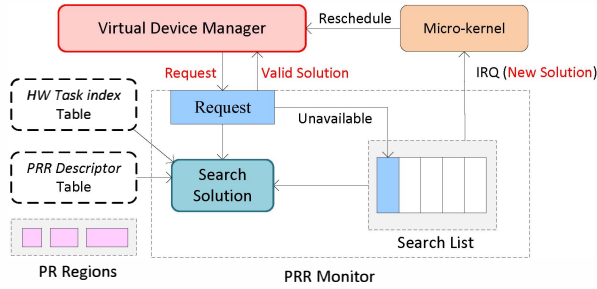 Virtual Device Manager
Reschedule
Micro-kernel
Request
Valid Solution
IRQ (New Solution)
HW Task index
Table
Request
Unavailable
PRR Descriptor
Table
Search
Solution
Search List
PR Regions
PRR Monitor